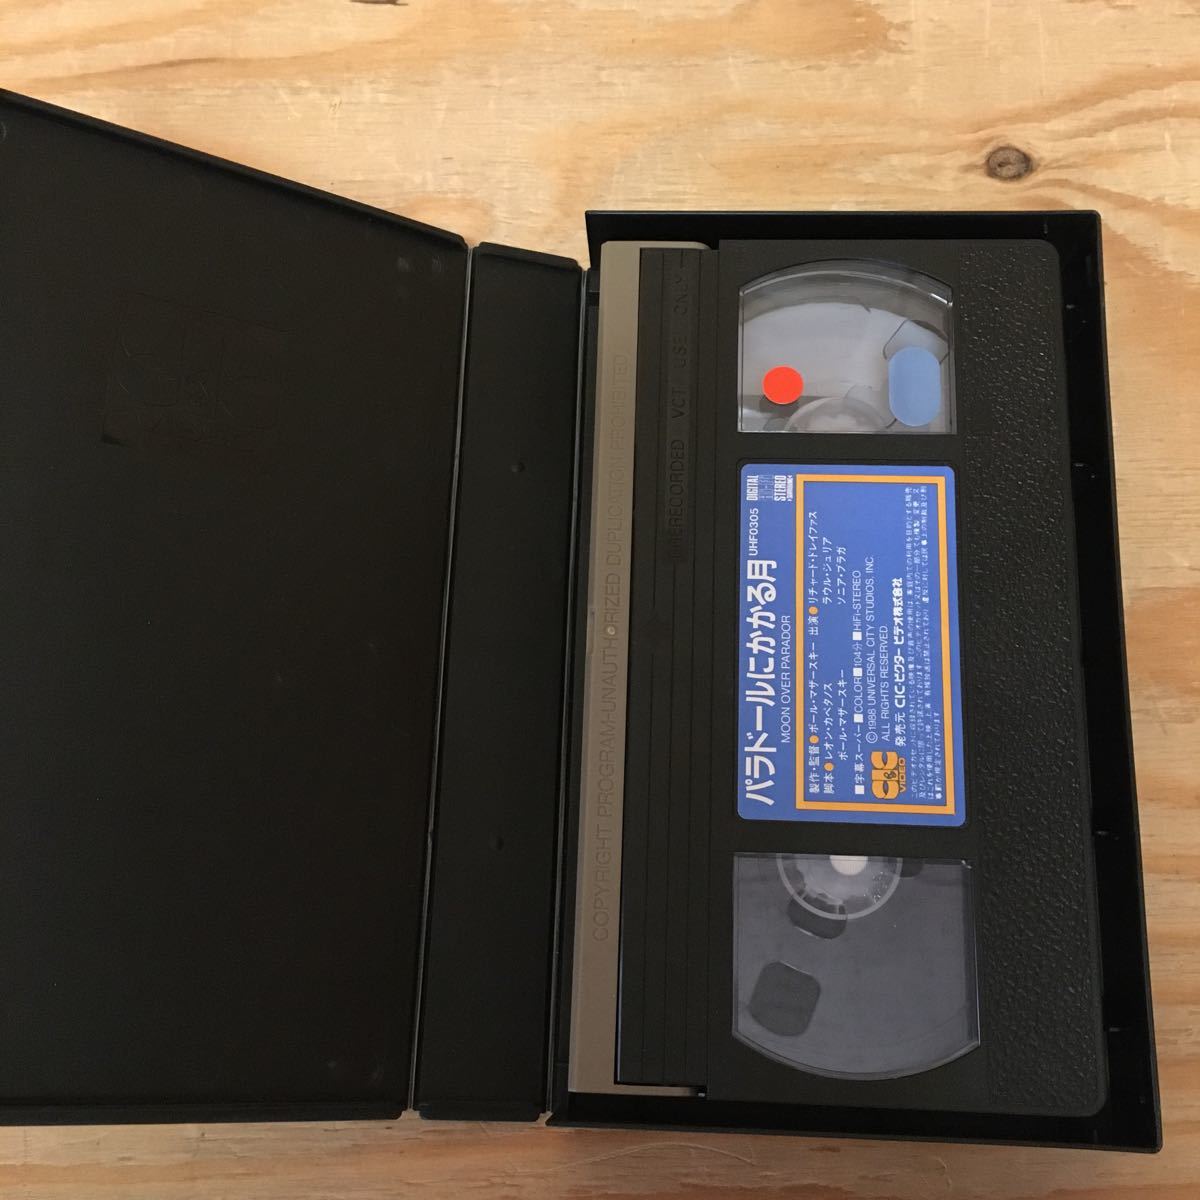 COPYRIGHT PROGRAM-UNAUTHORIZED DUPLICATION PROHIBITED
PRERECORDED VCT USE ONLY
パラドールにかかる月
MOON OVER PARADOR
UHF0305
DIGITAL
HiFi
STEREO
SURROUND
製作・監督●ポール・マザースキー
脚本●レオン・カペタノス
ポール・マザースキー
出演●リチャード・ドレイファス
ラウル・ジュリア
ソニア・ブラガ
■字幕スーパー■COLOR■104分■HiFi-STEREO
©1988 UNIVERSAL CITY STUDIOS, INC.
ALL RIGHTS RESERVED.
CIC
VIDEO
発売元 CIC・ビクター ビデオ株式会社